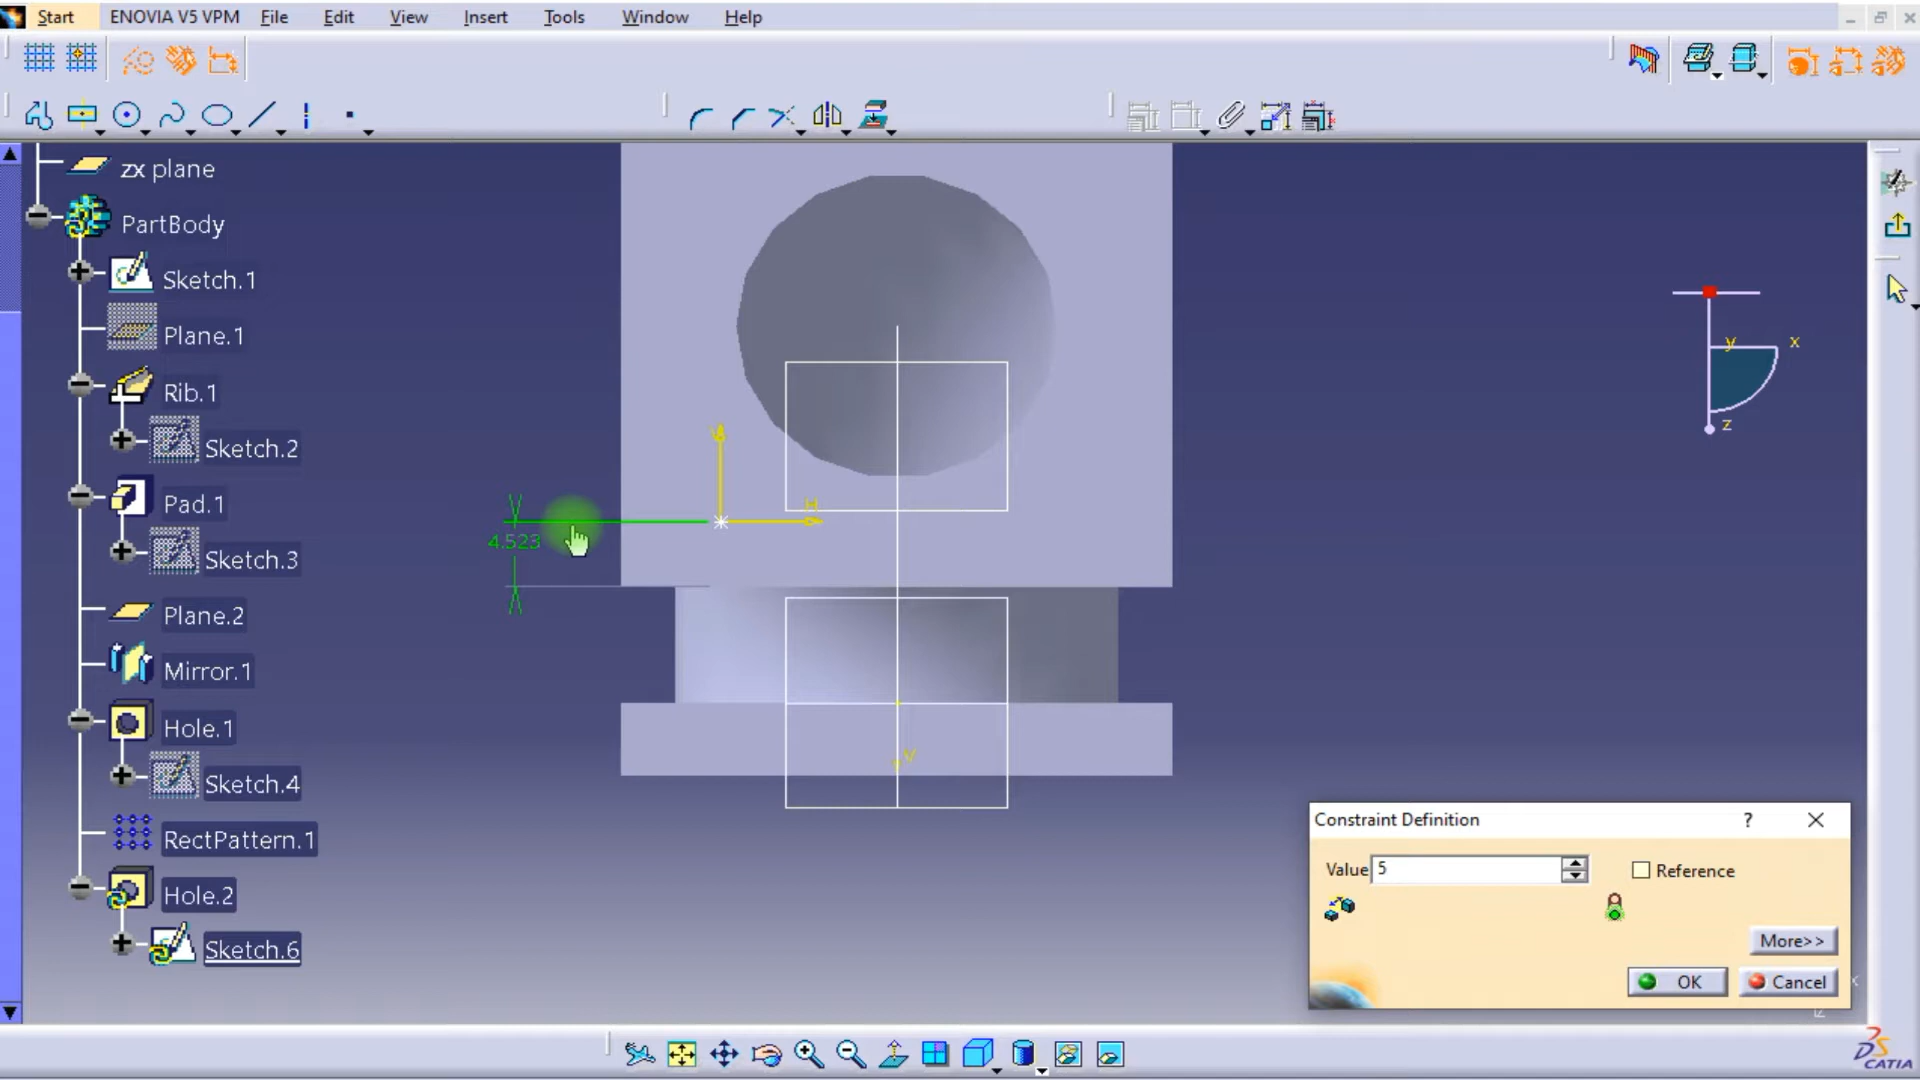 Start ENOVIA V5 VPM File Edit View Insert Tools Window Help
zx plane
PartBody
Sketch.1
Plane.1
Rib.1
Sketch.2
Pad.1
Sketch.3
Plane.2
Mirror.1
Hole.1
Sketch.4
RectPattern.1
Hole.2
Sketch.6
V
H
4.523
V
y
x
z
Constraint Definition ?
Value 5
Reference
More>>
OK
Cancel
DS
CATIA